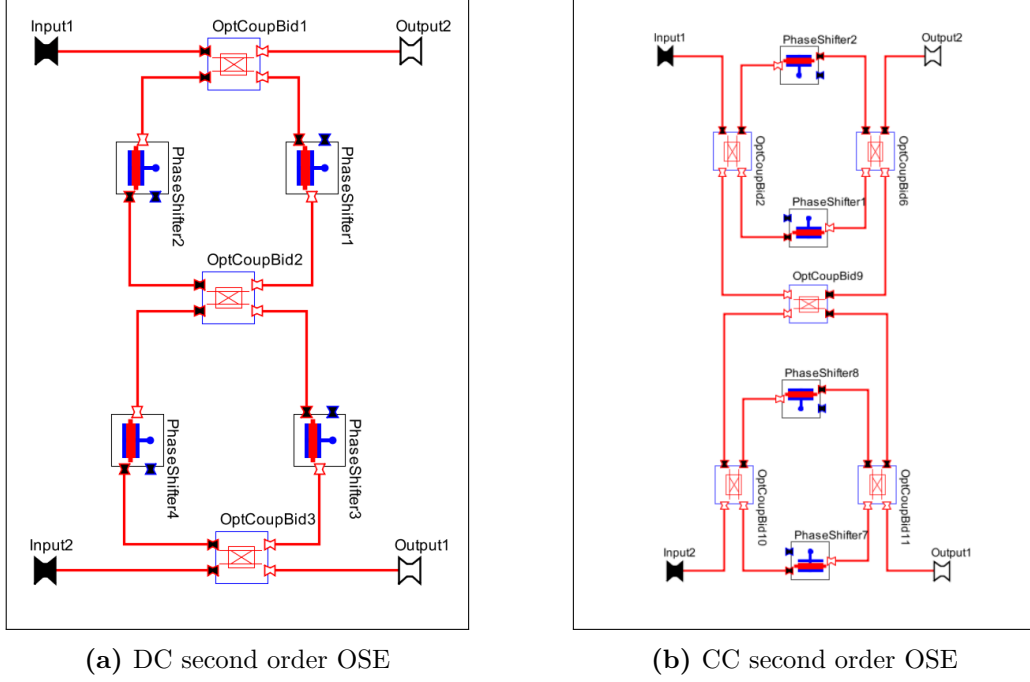 Input1
OptCoupBid1
Output2
PhaseShifter2
PhaseShifter1
OptCoupBid2
PhaseShifter4
PhaseShifter3
OptCoupBid3
Input2
Output1
(a) DC second order OSE
Input1
PhaseShifter2
Output2
OptCoupBid2
OptCoupBid6
PhaseShifter1
OptCoupBid9
PhaseShifter8
OptCoupBid10
OptCoupBid11
PhaseShifter7
Input2
Output1
(b) CC second order OSE